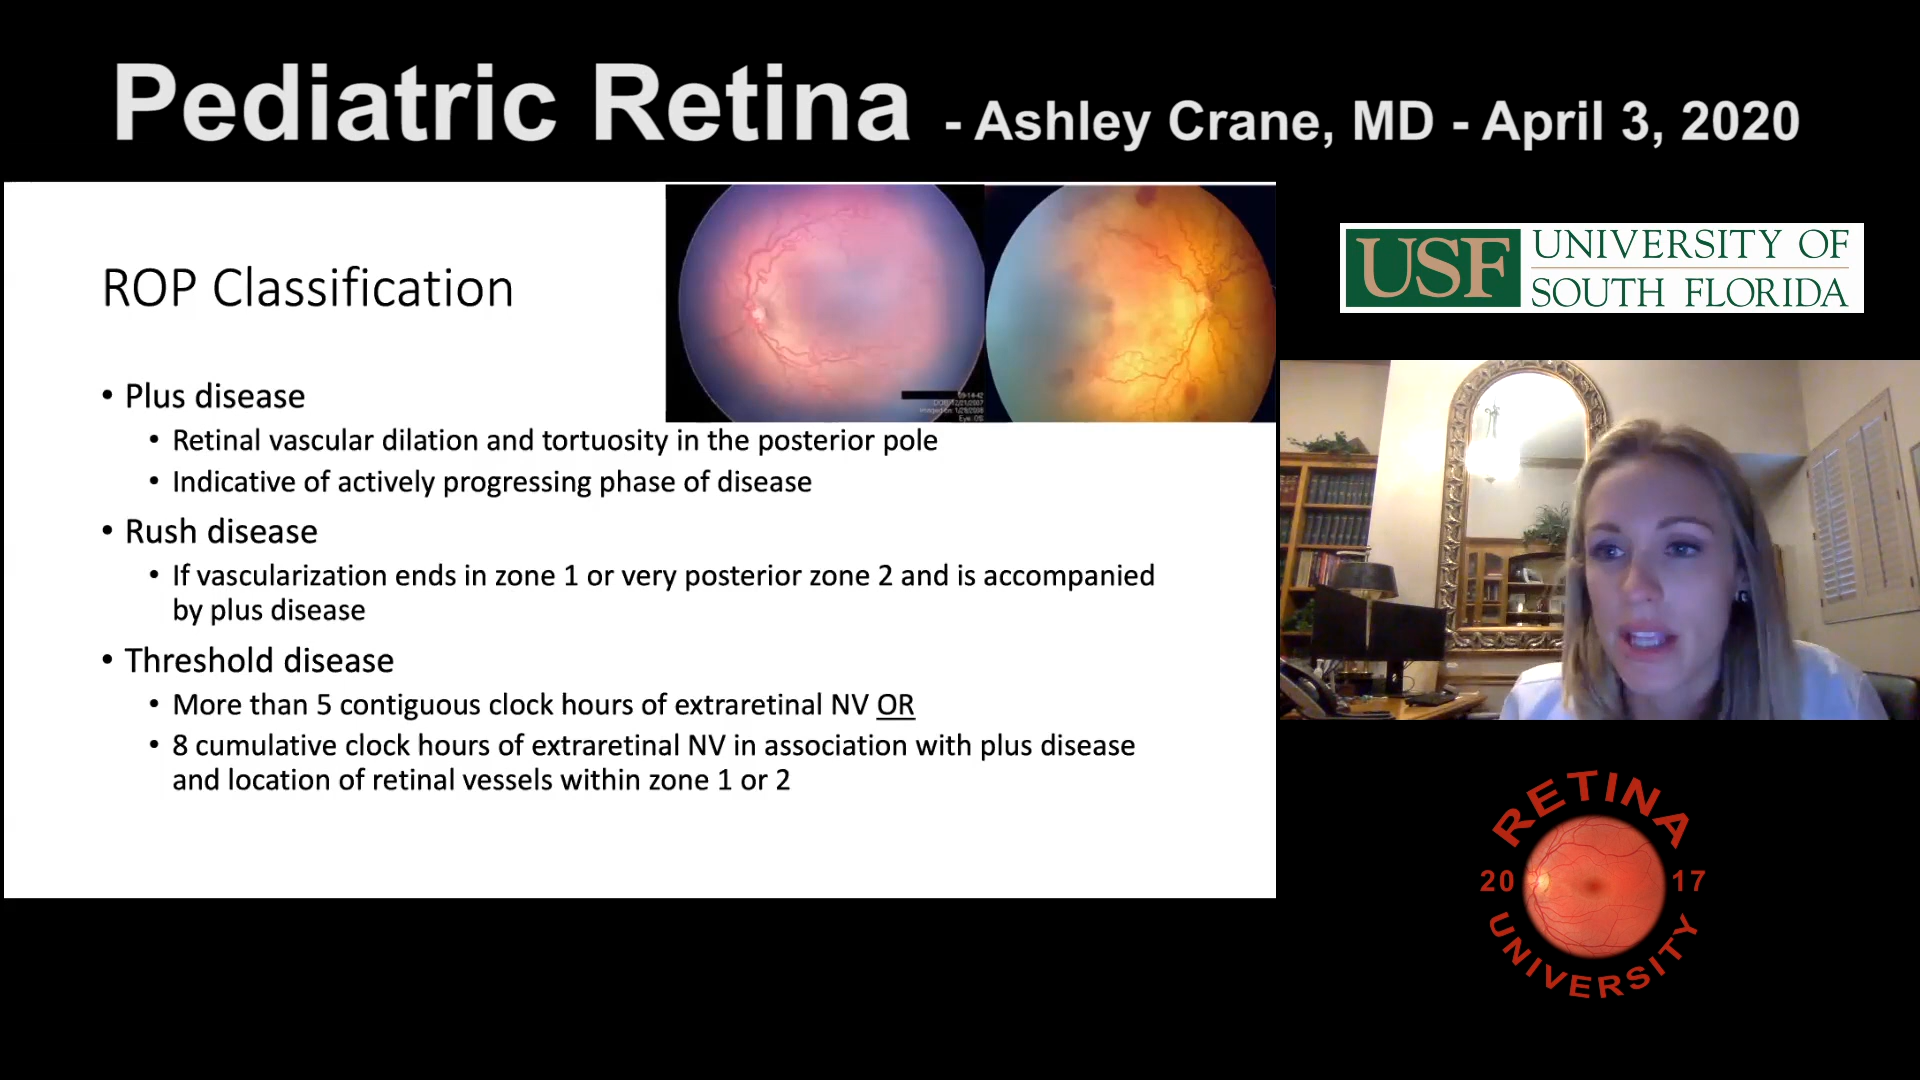 Pediatric Retina - Ashley Crane, MD - April 3, 2020
ROP Classification
• Plus disease
• Retinal vascular dilation and tortuosity in the posterior pole
• Indicative of actively progressing phase of disease
• Rush disease
• If vascularization ends in zone 1 or very posterior zone 2 and is accompanied
by plus disease
• Threshold disease
• More than 5 contiguous clock hours of extraretinal NV OR
• 8 cumulative clock hours of extraretinal NV in association with plus disease
and location of retinal vessels within zone 1 or 2
USF UNIVERSITY OF
SOUTH FLORIDA
RETINA
20 17
UNIVERSITY